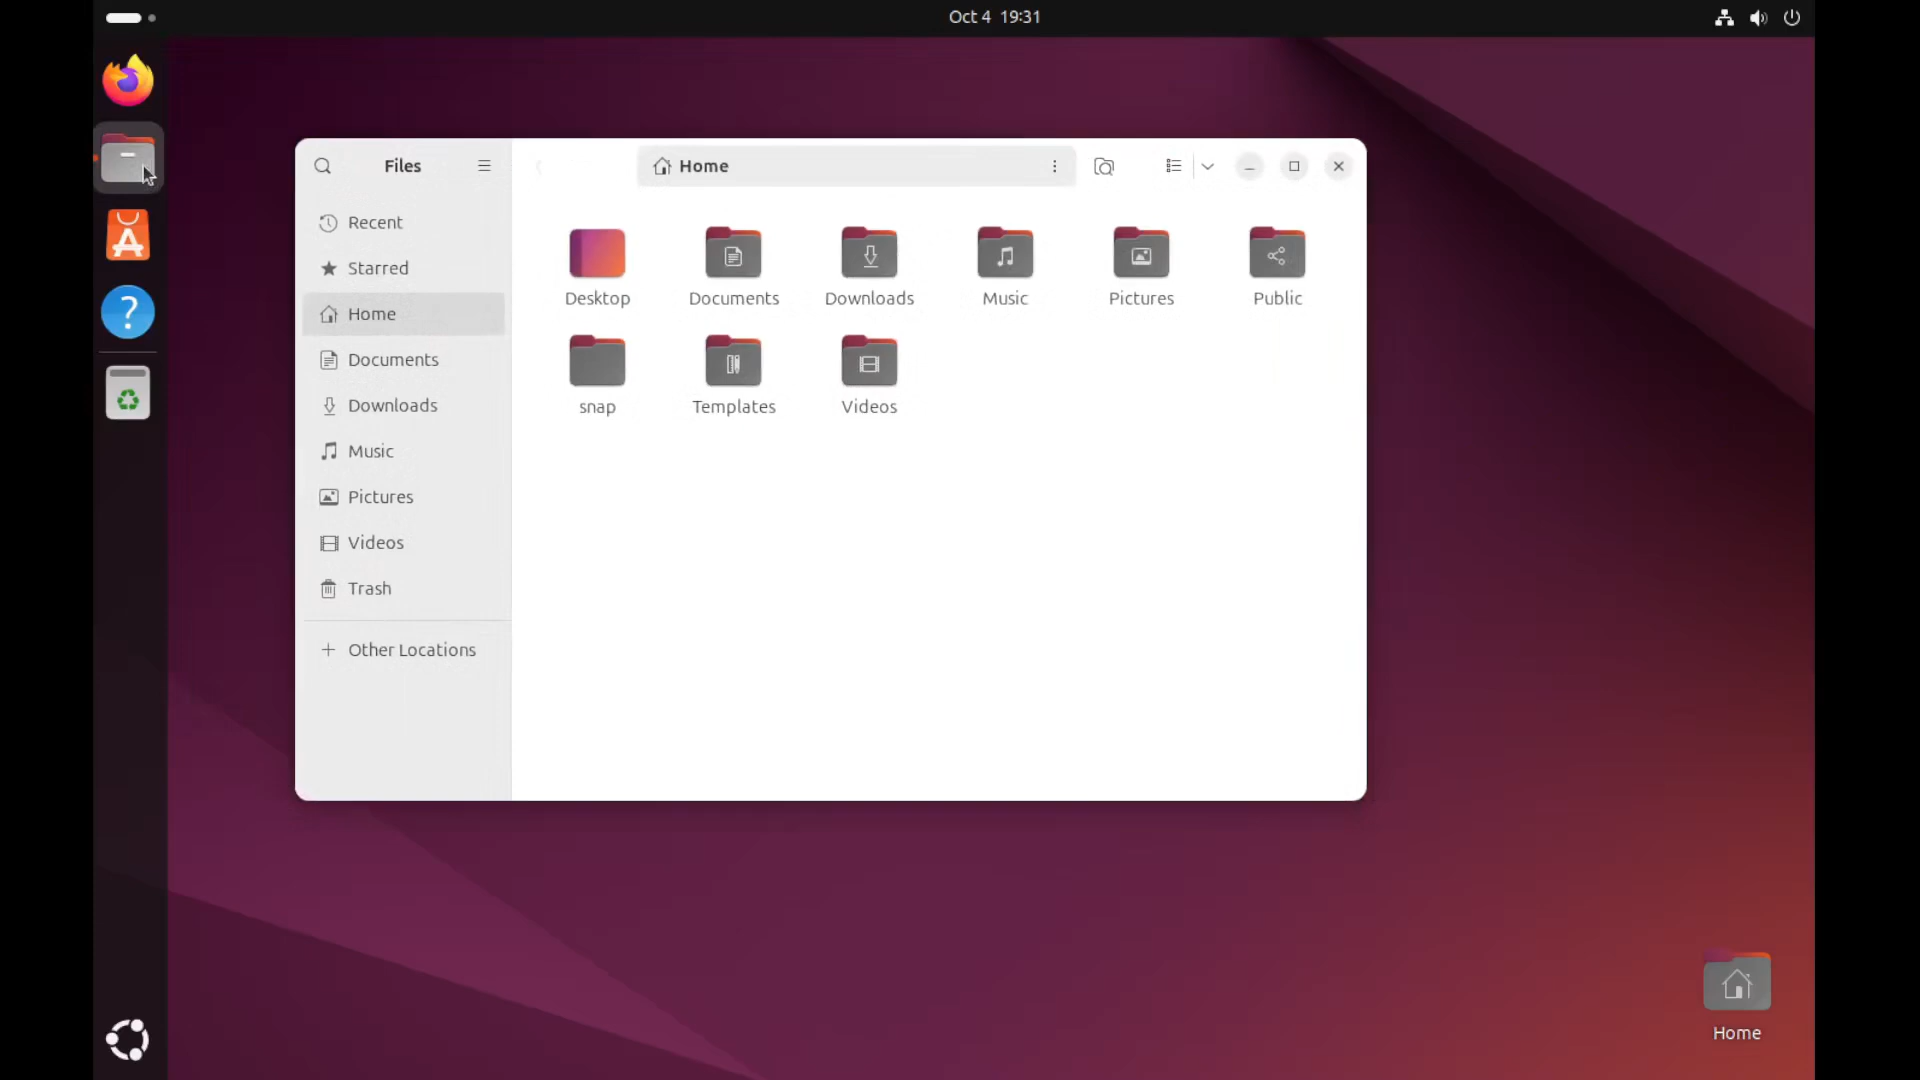 Oct 4 19:31
Files
Home
Recent
Starred
Home
Documents
Downloads
Music
Pictures
Videos
Trash
Other Locations
Desktop Documents Downloads Music Pictures Public
snap Templates Videos
Home